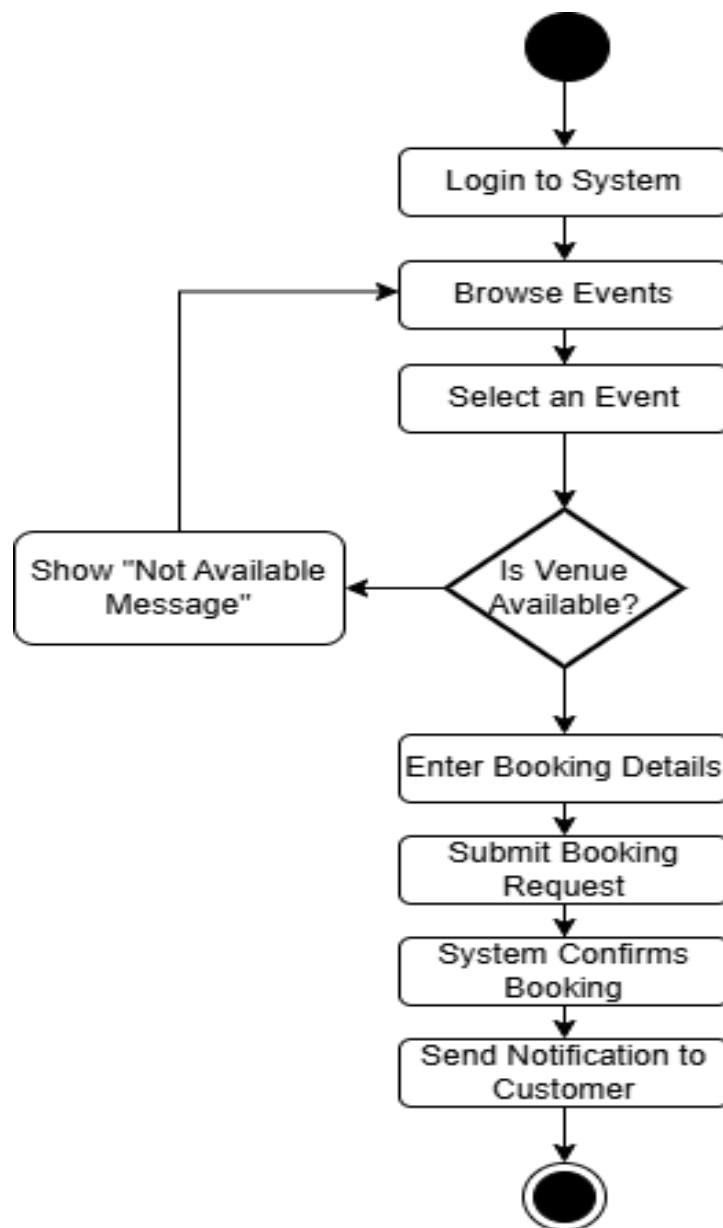 Login to System
Browse Events
Select an Event
Show "Not Available
Message"
Is Venue
Available?
Enter Booking Details
Submit Booking
Request
System Confirms
Booking
Send Notification to
Customer